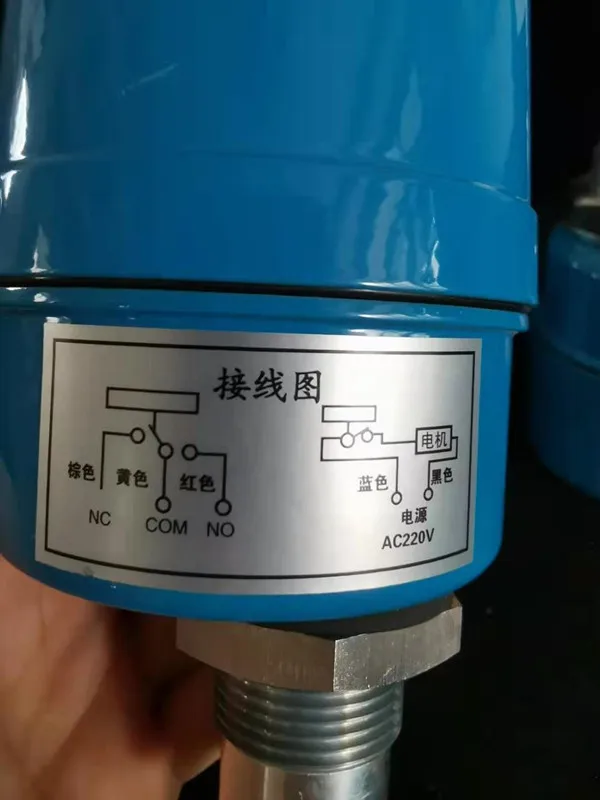 接线图
棕色 黄色 红色
NC COM NO
电机
蓝色 黑色
电源
AC220V